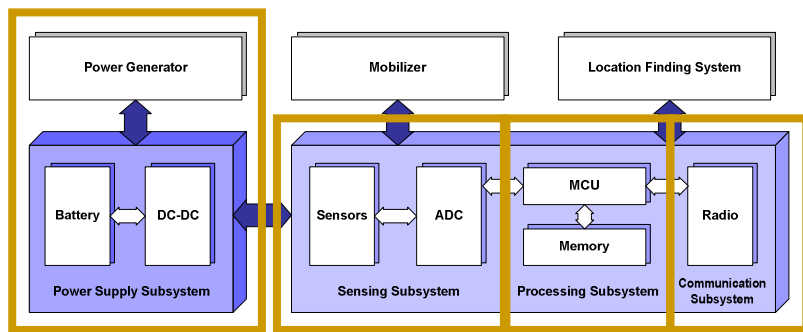 Power Generator
Mobilizer
Location Finding System
Battery
DC-DC
Sensors
ADC
MCU
Memory
Radio
Power Supply Subsystem
Sensing Subsystem
Processing Subsystem
Communication
Subsystem